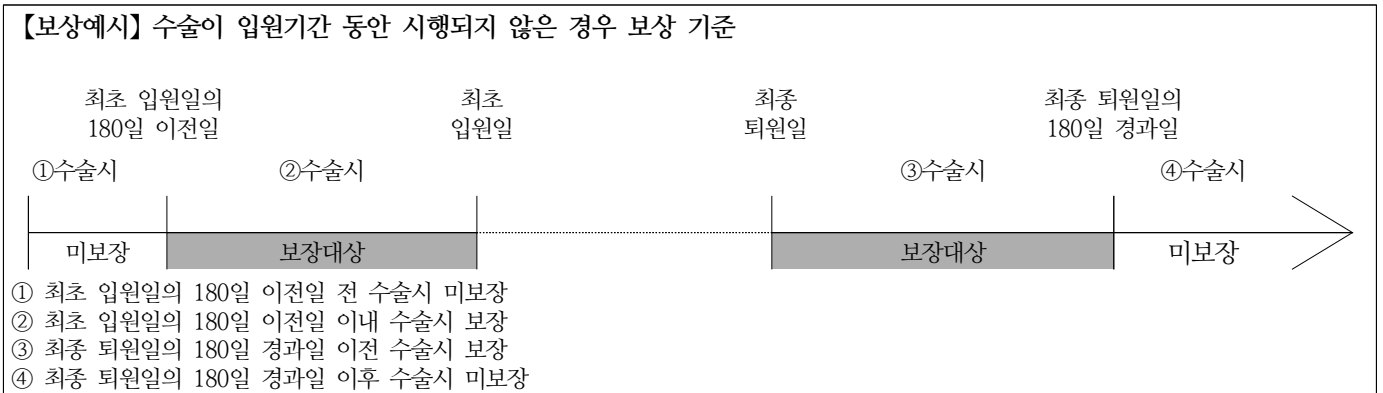 【보상예시】 수술이 입원기간 동안 시행되지 않은 경우 보상 기준
최초 입원일의 최초 최종 최종 퇴원일의
180일 이전일 입원일 퇴원일 180일 경과일
①수술시 ②수술시 ③수술시 ④수술시
미보장 보장대상 보장대상 미보장
① 최초 입원일의 180일 이전일 전 수술시 미보장
② 최초 입원일의 180일 이전일 이내 수술시 보장
③ 최종 퇴원일의 180일 경과일 이전 수술시 보장
④ 최종 퇴원일의 180일 경과일 이후 수술시 미보장